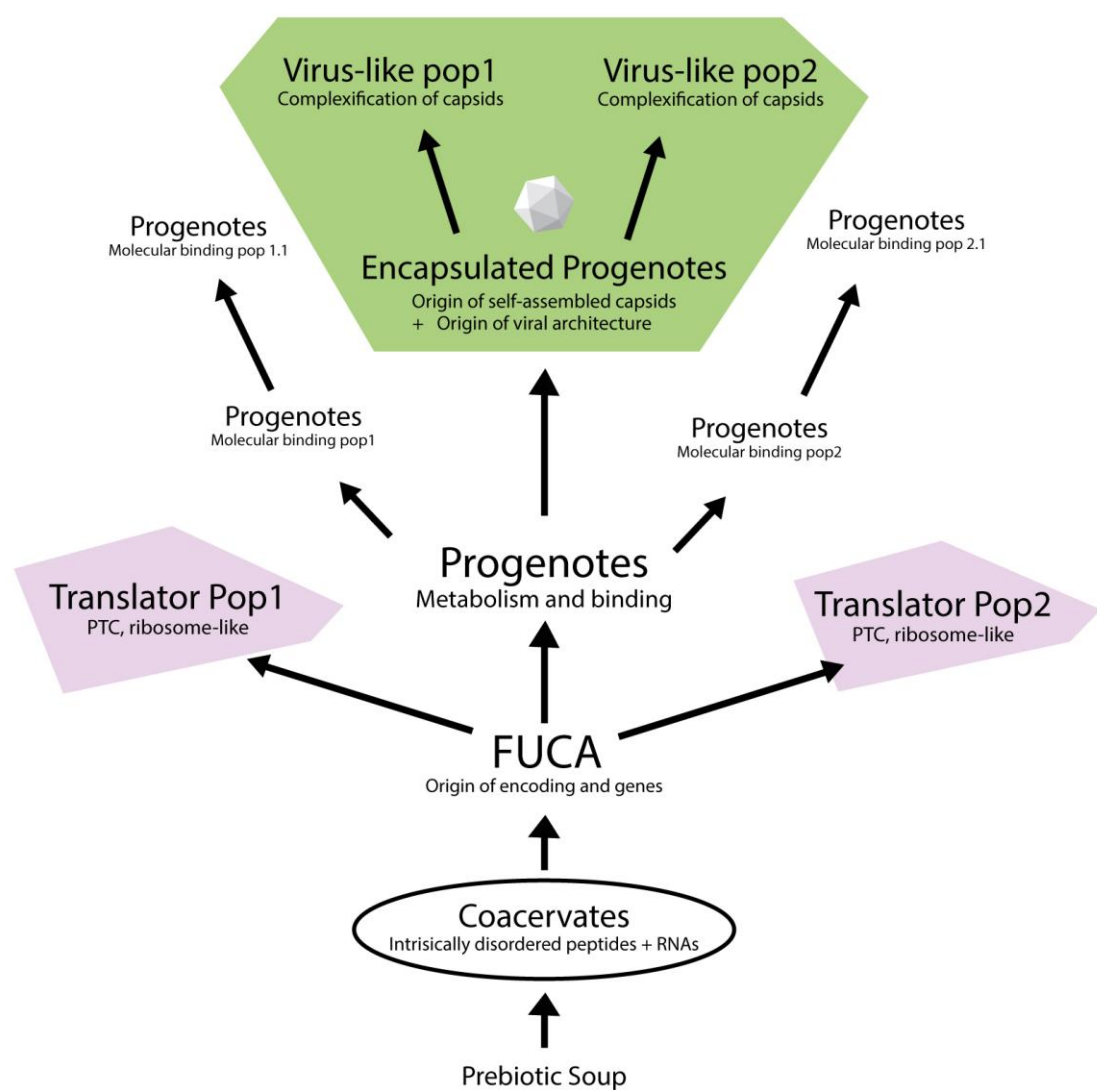 Virus-like pop1
Complexification of capsids
Virus-like pop2
Complexification of capsids
Progenotes
Molecular binding pop 1.1
Progenotes
Molecular binding pop 2.1
Encapsulated Progenotes
Origin of self-assembled capsids
+ Origin of viral architecture
Progenotes
Molecular binding pop1
Progenotes
Molecular binding pop2
Progenotes
Metabolism and binding
Translator Pop1
PTC, ribosome-like
Translator Pop2
PTC, ribosome-like
FUCA
Origin of encoding and genes
Coacervates
Intrisically disordered peptides + RNAs
Prebiotic Soup